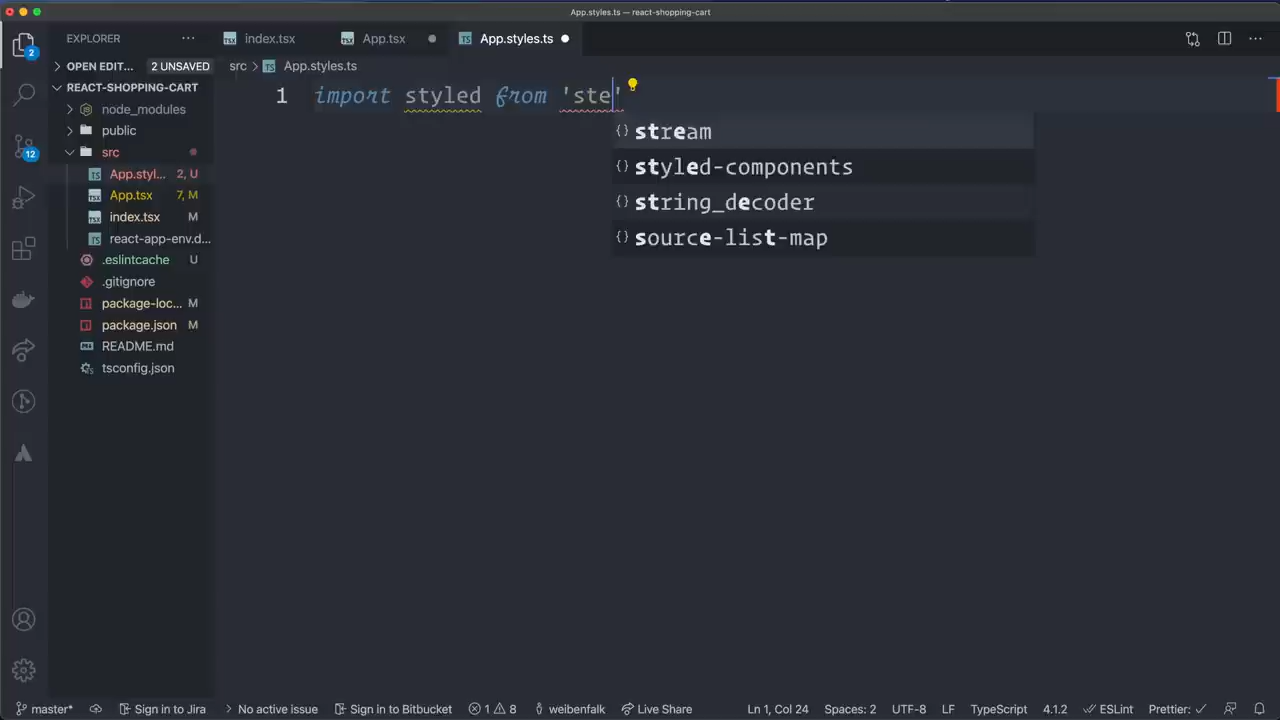 App.styles.ts — react-shopping-cart
EXPLORER
index.tsx
App.tsx
App.styles.ts
OPEN EDIT... 2 UNSAVED
src > App.styles.ts
REACT-SHOPPING-CART
node_modules
public
src
App.styl... 2, U
App.tsx 7, M
index.tsx M
react-app-env.d...
.eslintcache U
.gitignore
package-loc... M
package.json M
README.md
tsconfig.json
2
12
1 import styled from 'ste'
stream
styled-components
string_decoder
source-list-map
master* Sign in to Jira No active issue Sign in to Bitbucket 1 8 weibenfalk Live Share Ln 1, Col 24 Spaces: 2 UTF-8 LF TypeScript 4.1.2 ESLint Prettier: